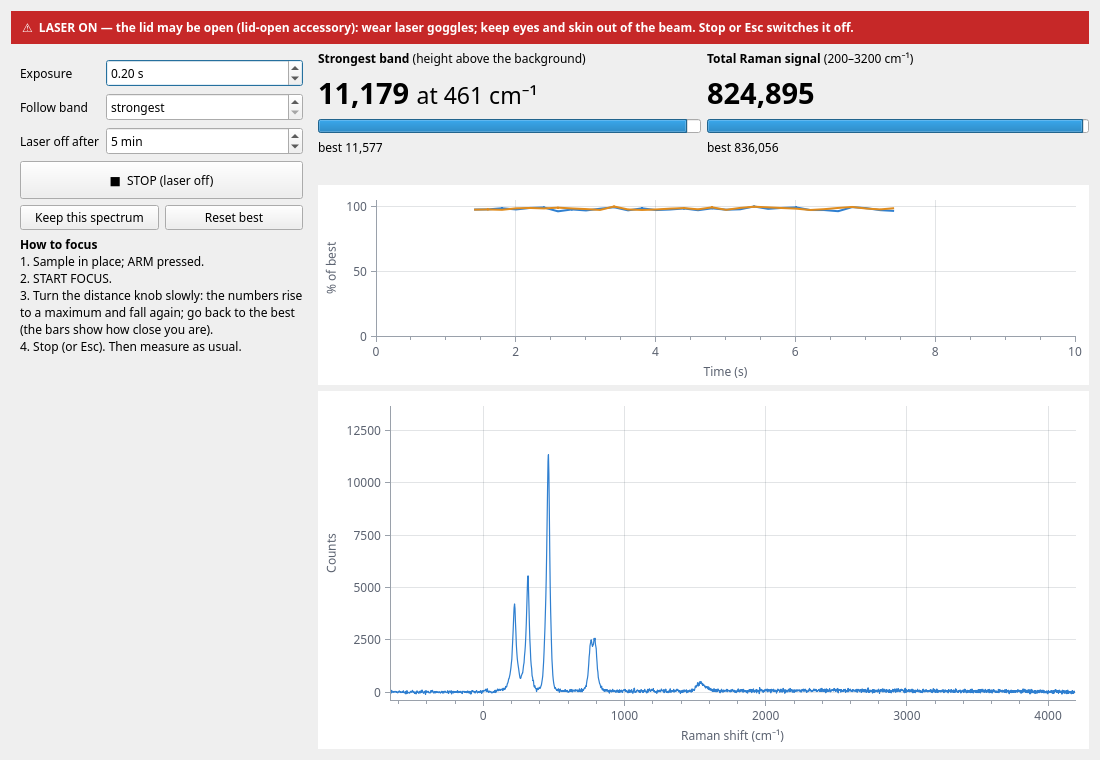 ⚠ LASER ON — the lid may be open (lid-open accessory): wear laser goggles; keep eyes and skin out of the beam. Stop or Esc switches it off.
Exposure 0.20 s
Follow band strongest
Laser off after 5 min
■ STOP (laser off)
Keep this spectrum Reset best
How to focus
1. Sample in place; ARM pressed.
2. START FOCUS.
3. Turn the distance knob slowly: the numbers rise
to a maximum and fall again; go back to the best
(the bars show how close you are).
4. Stop (or Esc). Then measure as usual.
Strongest band (height above the background)
11,179 at 461 cm⁻¹
best 11,577
Total Raman signal (200–3200 cm⁻¹)
824,895
best 836,056
% of best
100
50
0
0 2 4 6 8 10
Time (s)
Counts
12500
10000
7500
5000
2500
0
0 1000 2000 3000 4000
Raman shift (cm⁻¹)